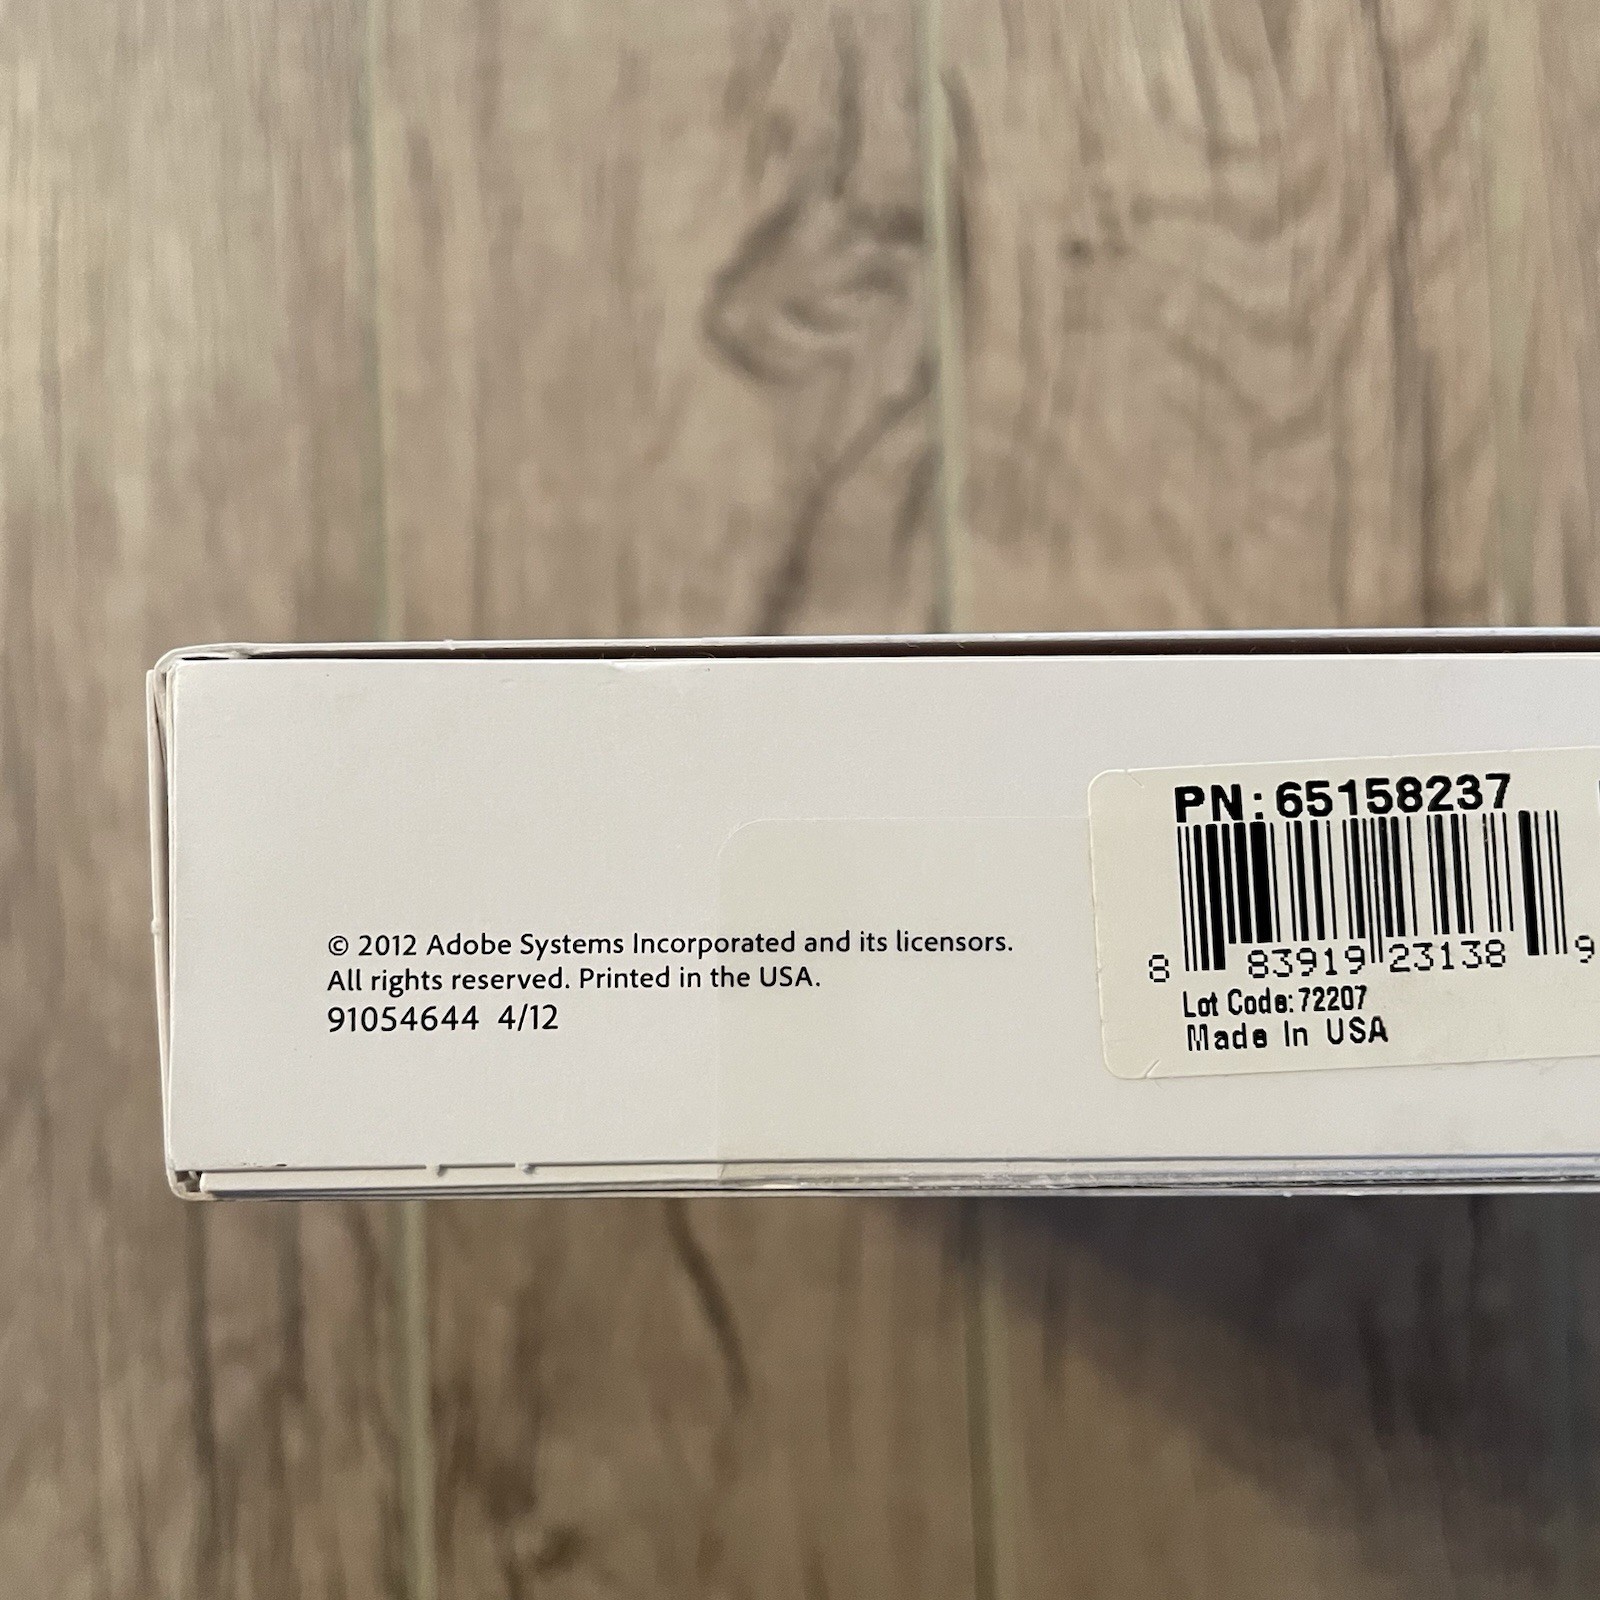 © 2012 Adobe Systems Incorporated and its licensors.
All rights reserved. Printed in the USA.
91054644 4/12
PN:65158237
8 83919 23138 9
Lot Code:72207
Made In USA